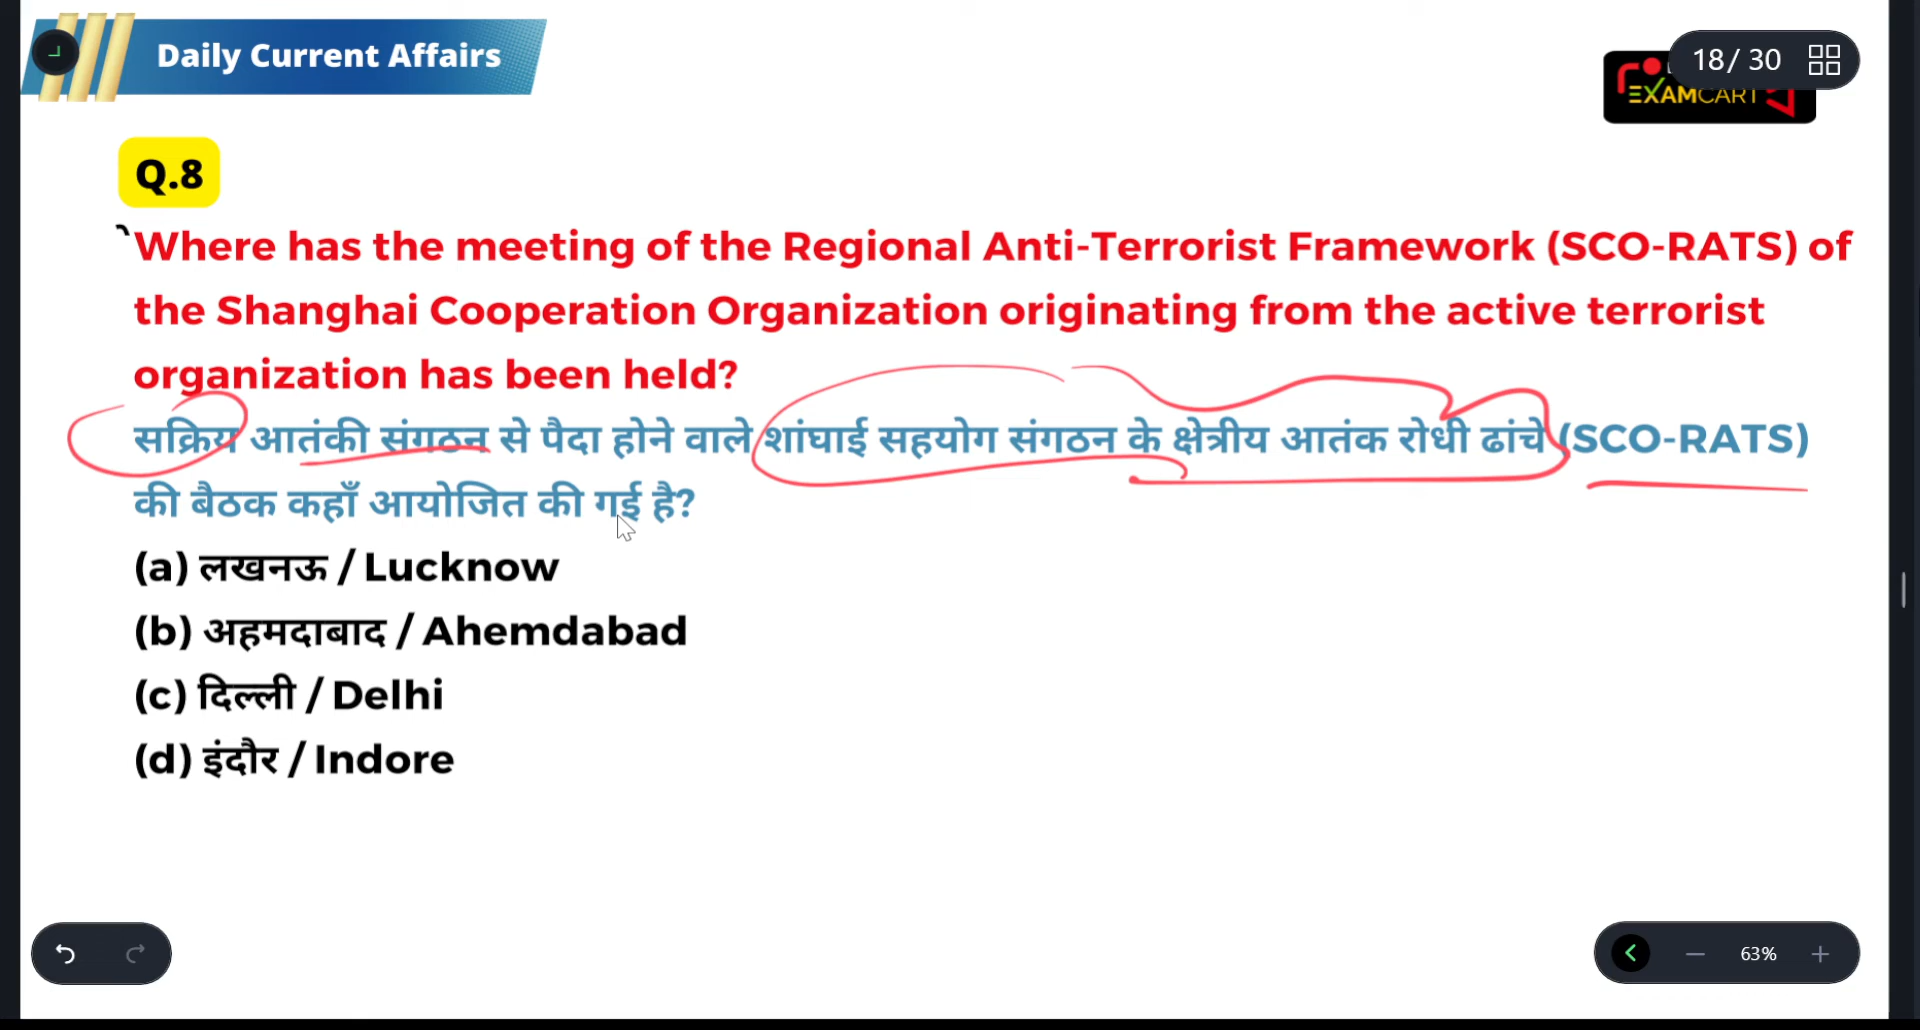 Daily Current Affairs
18/ 30
EXAMCART
Q.8
Where has the meeting of the Regional Anti-Terrorist Framework (SCO-RATS) of
the Shanghai Cooperation Organization originating from the active terrorist
organization has been held?
सक्रिय आतंकी संगठन से पैदा होने वाले शांघाई सहयोग संगठन के क्षेत्रीय आतंक रोधी ढांचे (SCO-RATS)
की बैठक कहाँ आयोजित की गई है?
(a) लखनऊ / Lucknow
(b) अहमदाबाद / Ahemdabad
(c) दिल्ली / Delhi
(d) इंदौर / Indore
63%